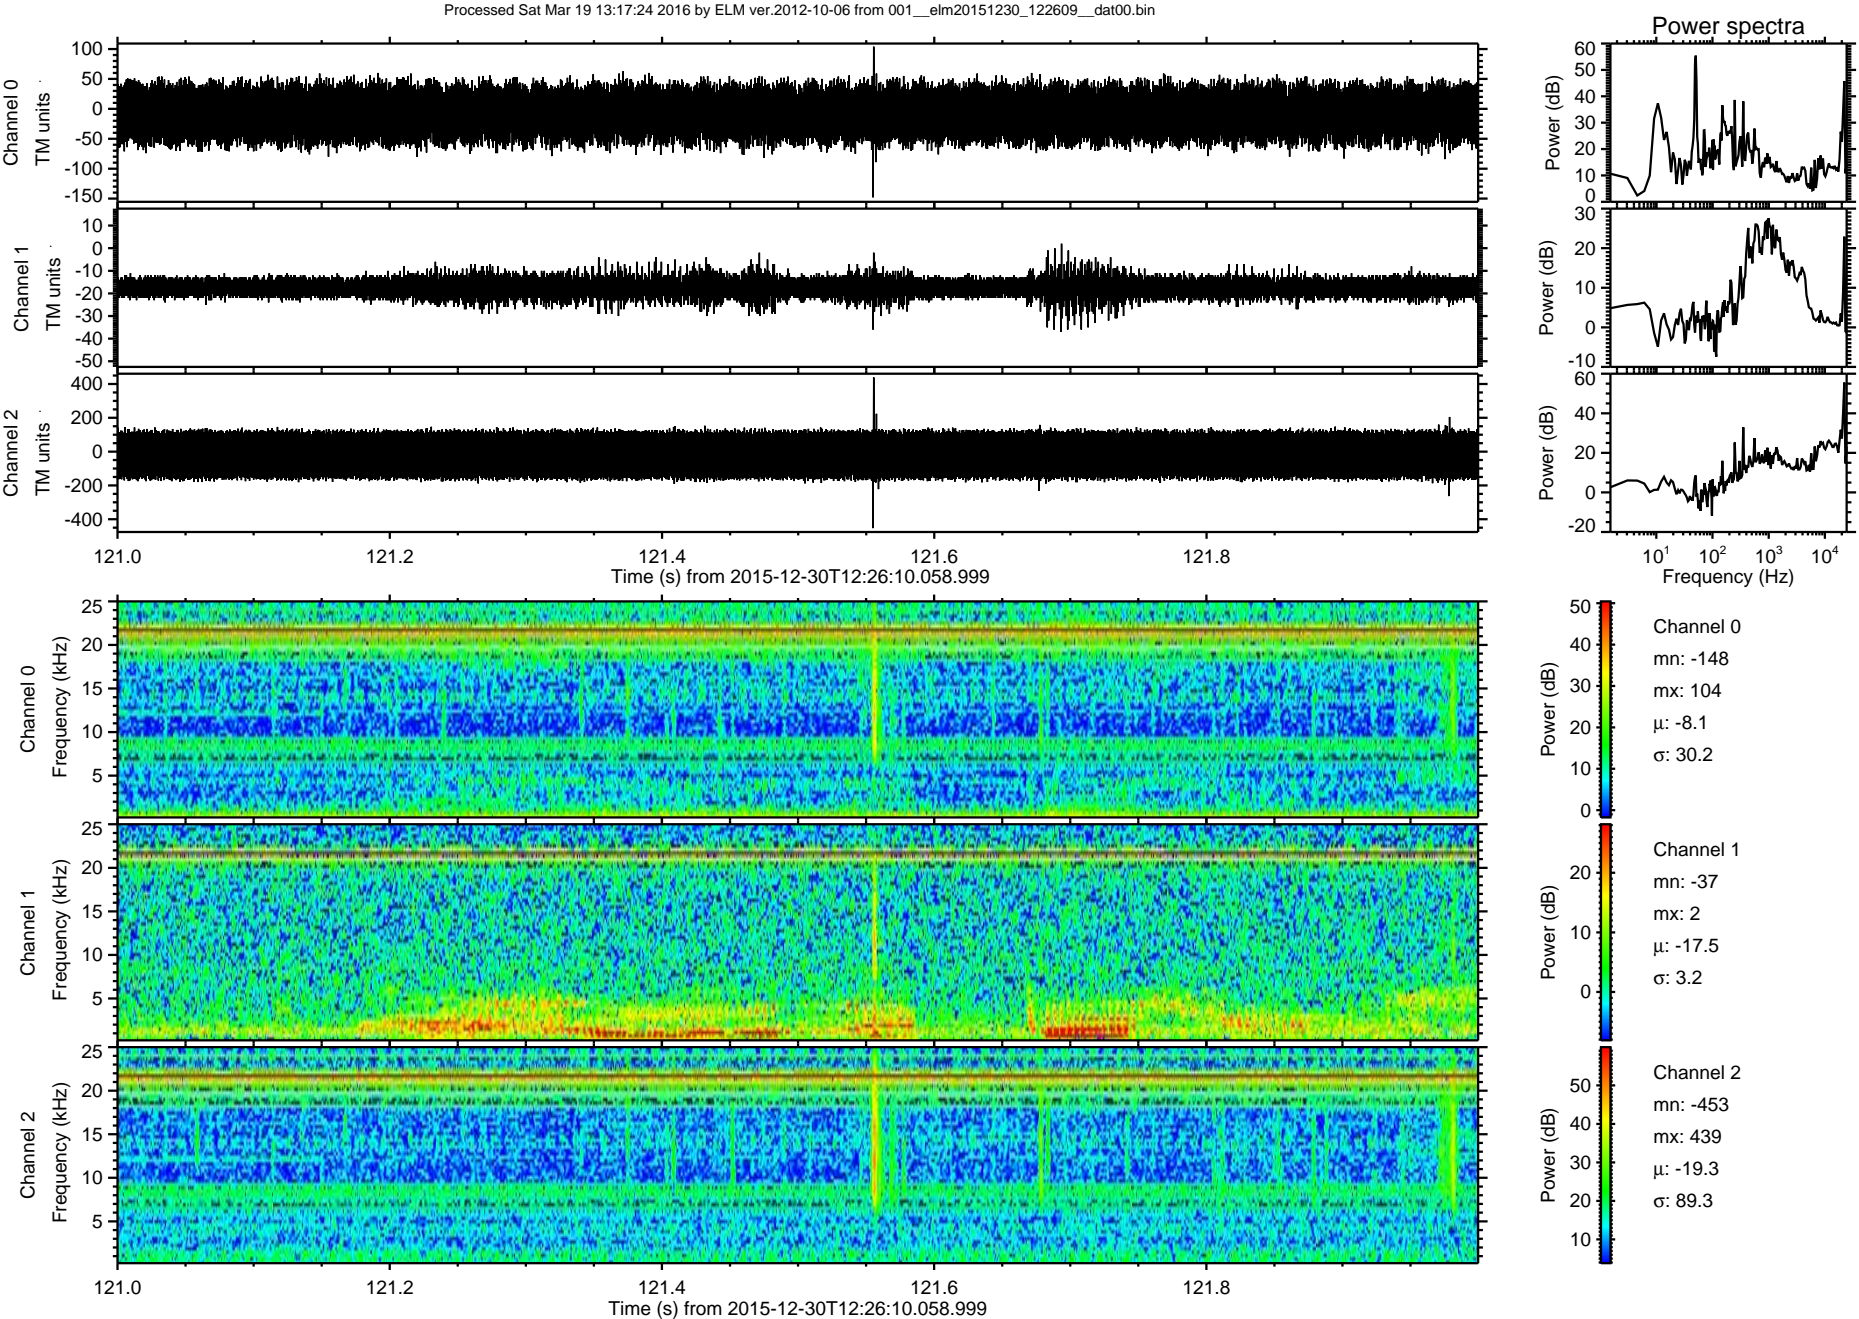 Processed Sat Mar 19 13:17:24 2016 by ELM ver.2012-10-06 from 001__elm20151230_122609__dat00.bin
Power spectra
Channel 0
TM units
100
50
0
-50
-100
-150
Power (dB)
60
50
40
30
20
10
0
Channel 1
TM units
10
0
-10
-20
-30
-40
-50
Power (dB)
30
20
10
0
-10
Channel 2
TM units
400
200
0
-200
-400
Power (dB)
60
40
20
0
-20
121.0 121.2 121.4 121.6 121.8
Time (s) from 2015-12-30T12:26:10.058.999
10¹ 10² 10³ 10⁴
Frequency (Hz)
Channel 0
Frequency (kHz)
25
20
15
10
5
Power (dB)
50
40
30
20
10
0
Channel 0
mn: -148
mx: 104
μ: -8.1
σ: 30.2
Channel 1
Frequency (kHz)
25
20
15
10
5
Power (dB)
20
10
0
Channel 1
mn: -37
mx: 2
μ: -17.5
σ: 3.2
Channel 2
Frequency (kHz)
25
20
15
10
5
Power (dB)
50
40
30
20
10
Channel 2
mn: -453
mx: 439
μ: -19.3
σ: 89.3
121.0 121.2 121.4 121.6 121.8
Time (s) from 2015-12-30T12:26:10.058.999